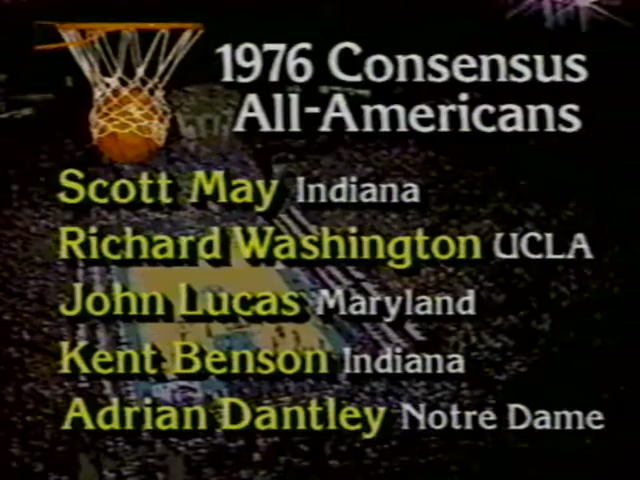 1976 Consensus
All-Americans
Scott May Indiana
Richard Washington UCLA
John Lucas Maryland
Kent Benson Indiana
Adrian Dantley Notre Dame